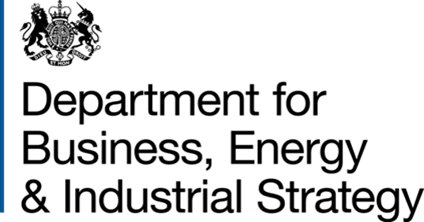 Department for
Business, Energy
& Industrial Strategy